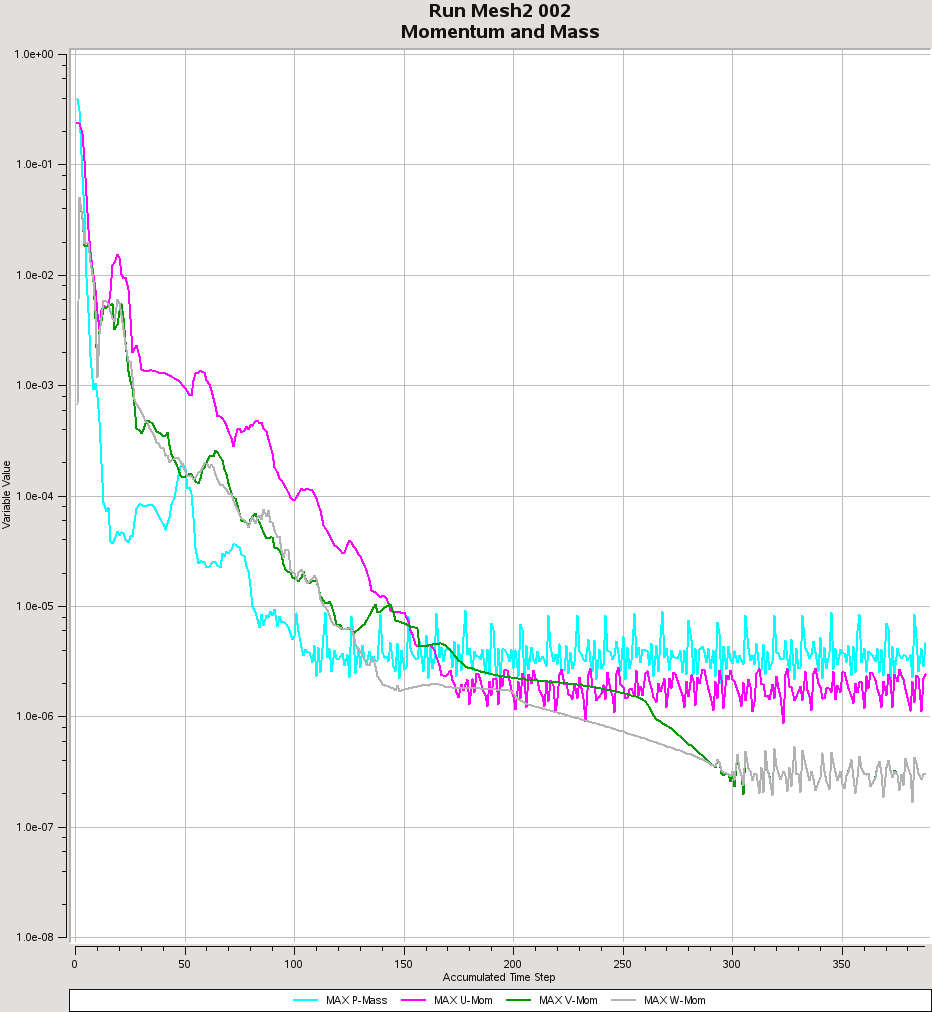 Run Mesh2 002
Momentum and Mass
1.0e+00
1.0e-01
1.0e-02
1.0e-03
1.0e-04
1.0e-05
1.0e-06
1.0e-07
1.0e-08
Variable Value
0 50 100 150 200 250 300 350
Accumulated Time Step
MAX P-Mass MAX U-Mom MAX V-Mom MAX W-Mom